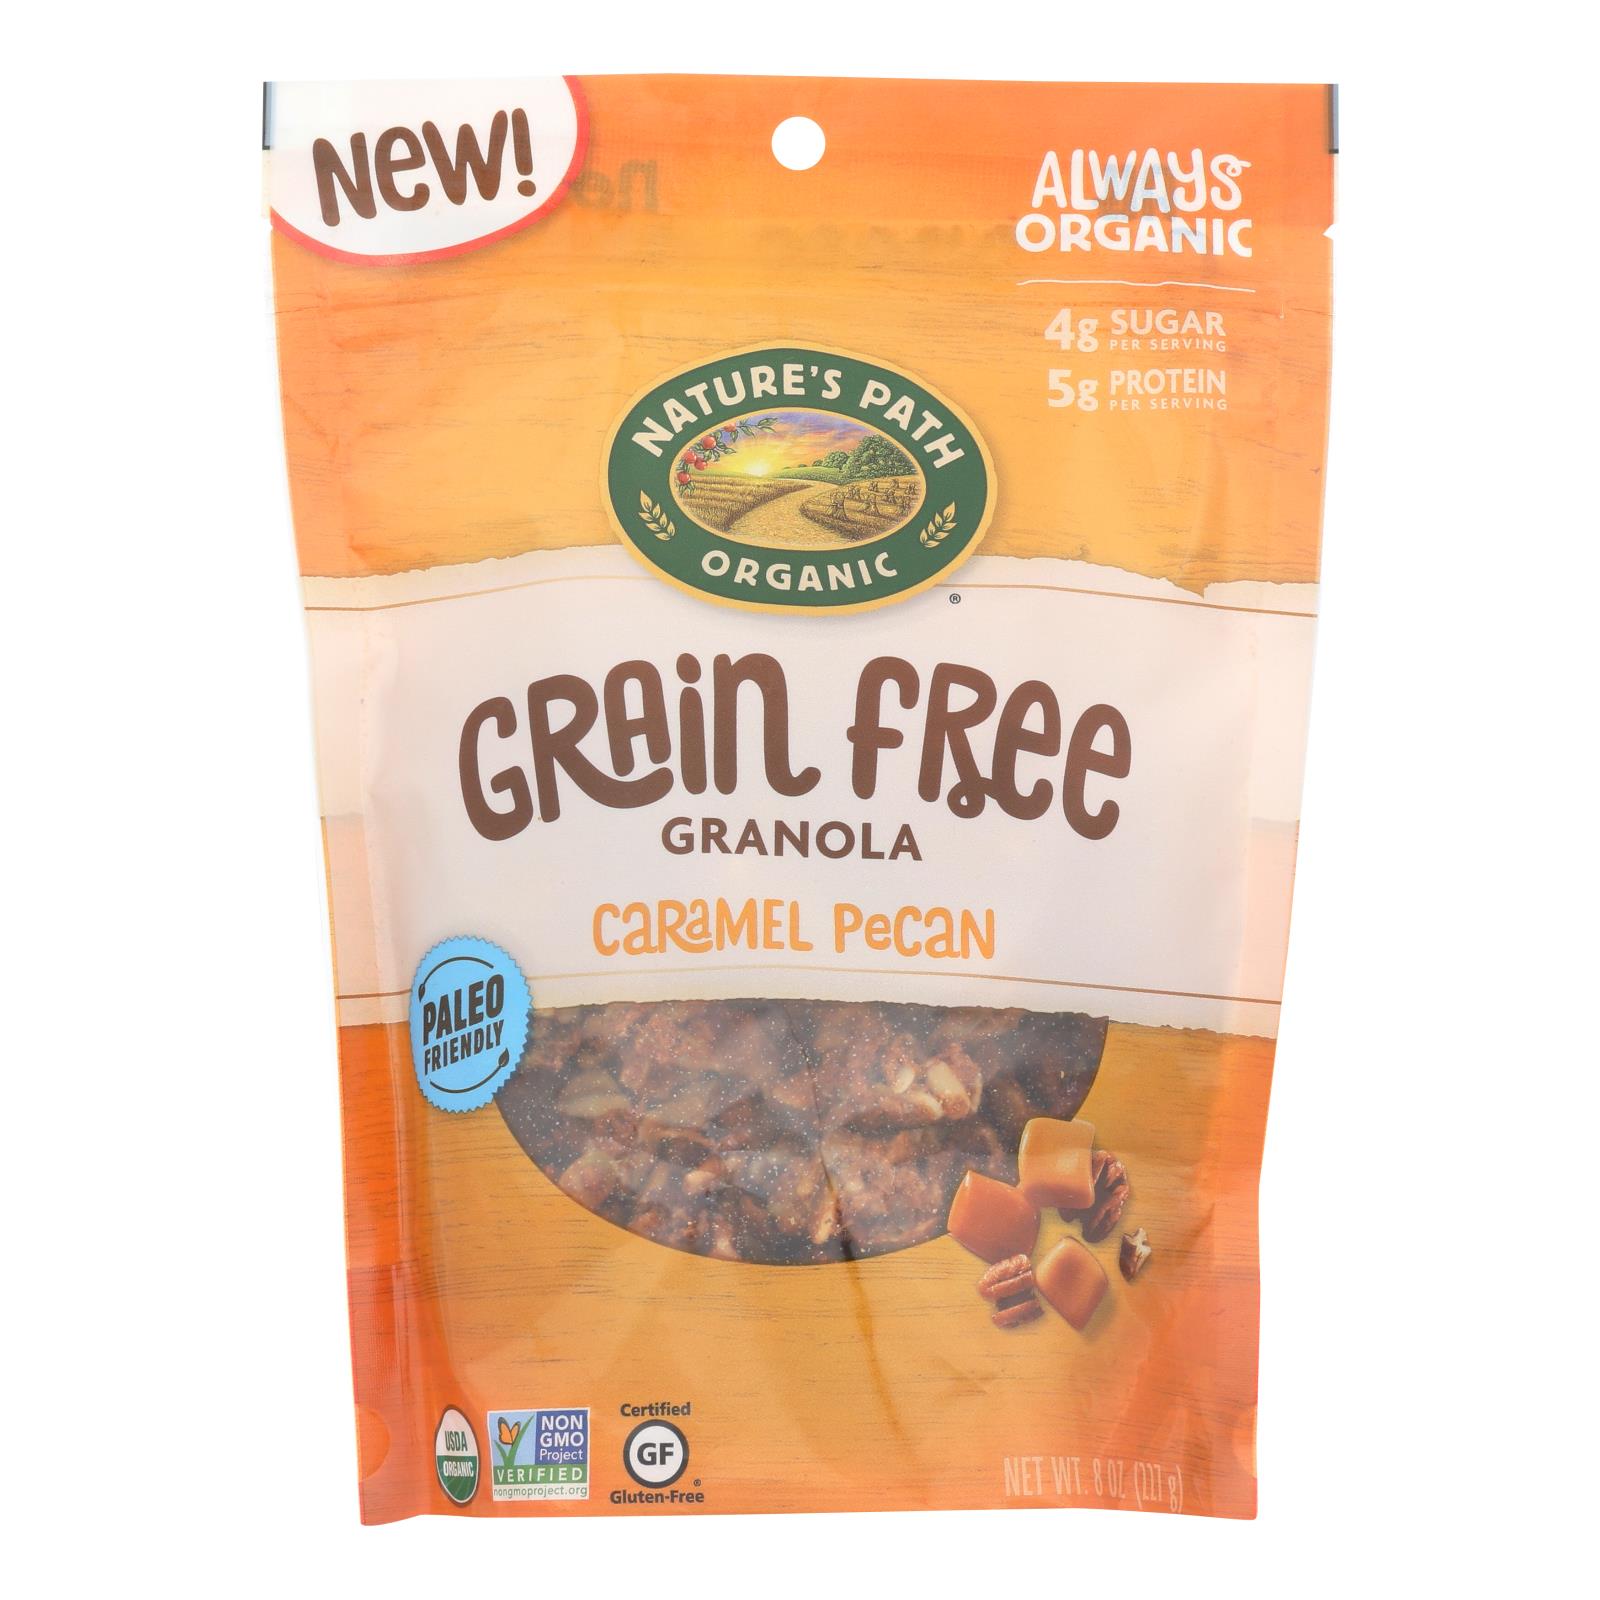 New!
ALWAYS
ORGANIC
4g SUGAR
PER SERVING
5g PROTEIN
PER SERVING
NATURE'S PATH
ORGANIC
®
GRAIN FREE
GRANOLA
CARAMEL PECAN
PALEO
FRIENDLY
USDA
ORGANIC
NON
GMO
Project
VERIFIED
nongmoproject.org
Certified
GF
®
Gluten-Free
NET WT. 8 OZ (227 g)